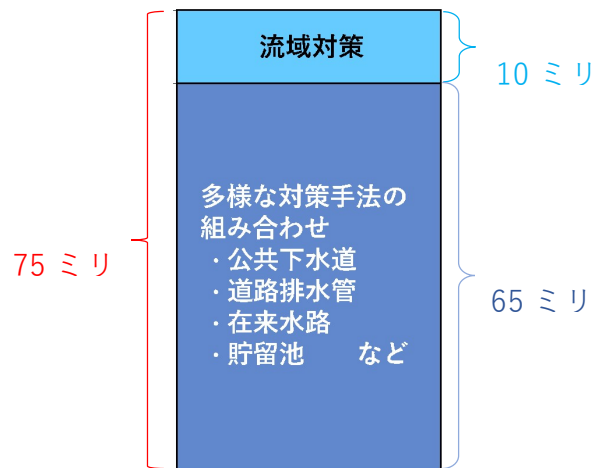 流域対策
10 ミリ
多様な対策手法の
組み合わせ
・公共下水道
・道路排水管
・在来水路
・貯留池　　など
75 ミリ
65 ミリ